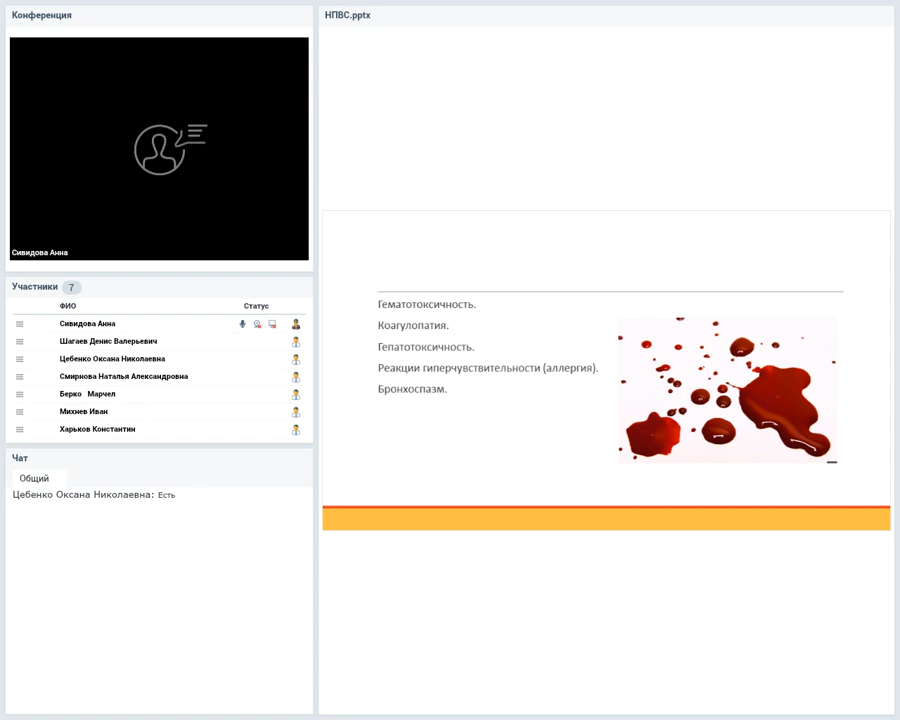 Конференция
Сивидова Анна
Участники 7
ФИО Статус
Сивидова Анна
Шагаев Денис Валерьевич
Цебенко Оксана Николаевна
Смирнова Наталья Александровна
Берко Марчел
Михнев Иван
Харьков Константин
Чат
Общий
Цебенко Оксана Николаевна: Есть
НПВС.pptx
Гематотоксичность.
Коагулопатия.
Гепатотоксичность.
Реакции гиперчувствительности (аллергия).
Бронхоспазм.